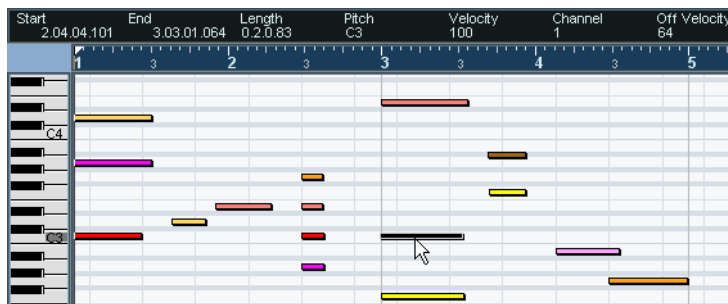 Start End Length Pitch Velocity Channel Off Velocity
2.04.04.101 3.03.01.064 0.2.0.83 C3 100 1 64
1 3 2 3 3 3 4 3 5
C4
C3